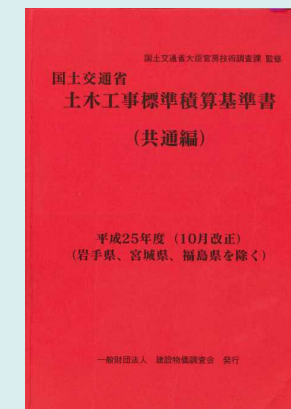 国土交通省大臣官房技術調査課 監修
国土交通省
土木工事標準積算基準書
(共通編)
平成25年度 (10月改正)
(岩手県、宮城県、福島県を除く)
一般財団法人 建設物価調査会 発行